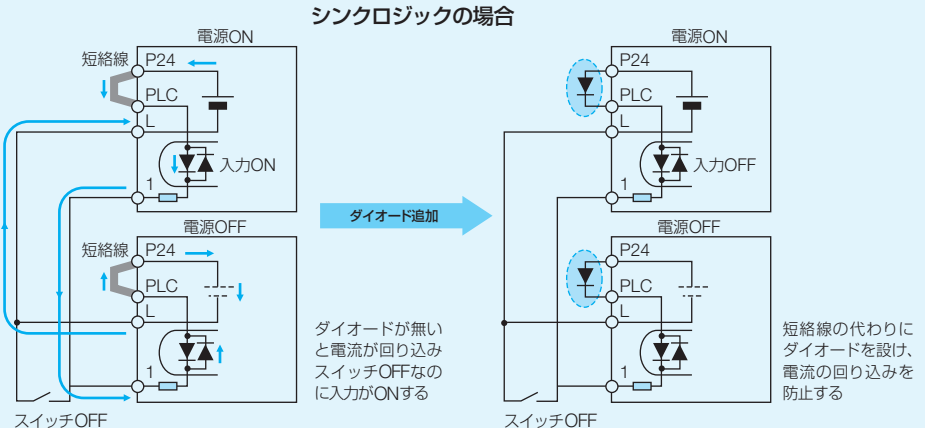 シンクロジックの場合
電源ON
短絡線
P24
PLC
L
入力ON
1
電源OFF
短絡線
P24
PLC
L
1
スイッチOFF
ダイオードが無い
と電流が回り込み
スイッチOFFなの
に入力がONする
ダイオード追加
電源ON
P24
PLC
L
入力OFF
1
電源OFF
P24
PLC
L
1
スイッチOFF
短絡線の代わりに
ダイオードを設け、
電流の回り込みを
防止する